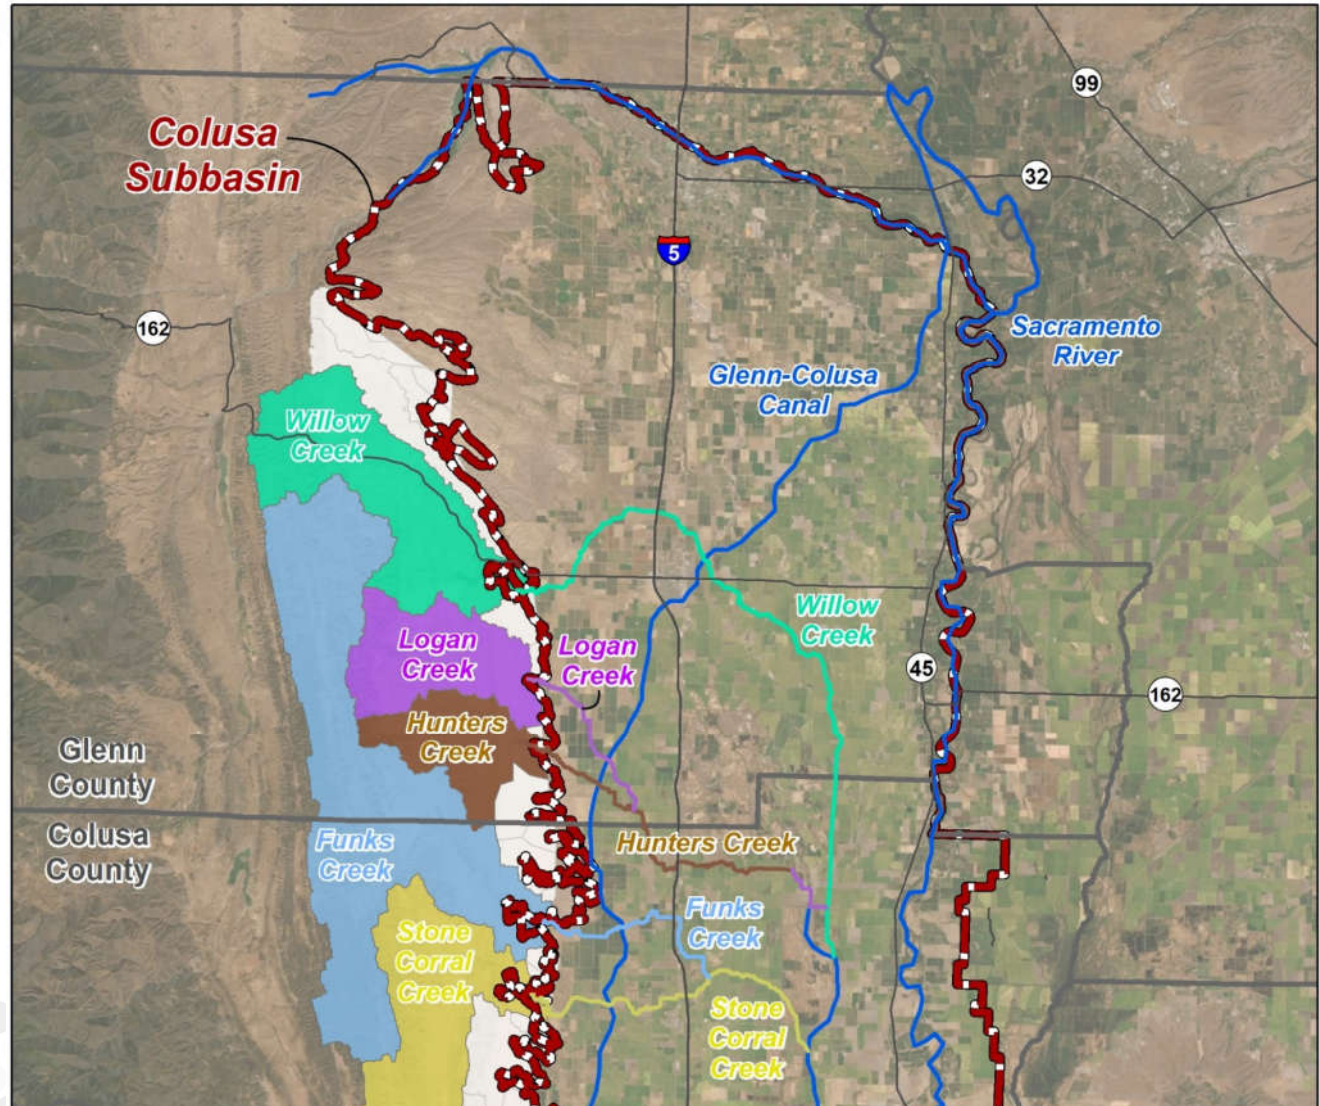 99
Colusa
Subbasin
32
5
162
Sacramento
River
Glenn-Colusa
Canal
Willow
Creek
Willow
Creek
Logan
Creek
Logan
Creek
45
162
Hunters
Creek
Glenn
County
Colusa
County
Funks
Creek
Hunters Creek
Funks
Creek
Stone
Corral
Creek
Stone
Corral
Creek